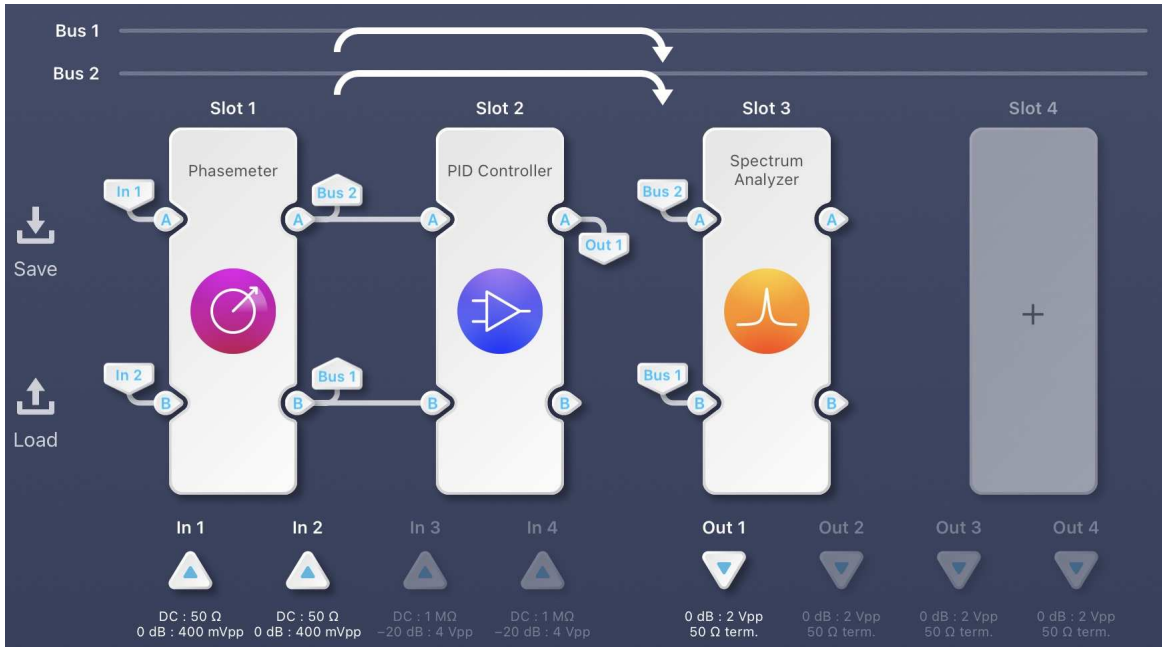 Bus 1
Bus 2
Slot 1
Slot 2
Slot 3
Slot 4
Phasemeter
PID Controller
Spectrum
Analyzer
In 1
A
A
Bus 2
A
A
Out 1
Bus 2
A
A
Save
+
In 2
B
B
Bus 1
B
B
Bus 1
B
B
Load
In 1
In 2
In 3
In 4
Out 1
Out 2
Out 3
Out 4
DC : 50 Ω
0 dB : 400 mVpp
DC : 50 Ω
0 dB : 400 mVpp
DC : 1 MΩ
−20 dB : 4 Vpp
DC : 1 MΩ
−20 dB : 4 Vpp
0 dB : 2 Vpp
50 Ω term.
0 dB : 2 Vpp
50 Ω term.
0 dB : 2 Vpp
50 Ω term.
0 dB : 2 Vpp
50 Ω term.